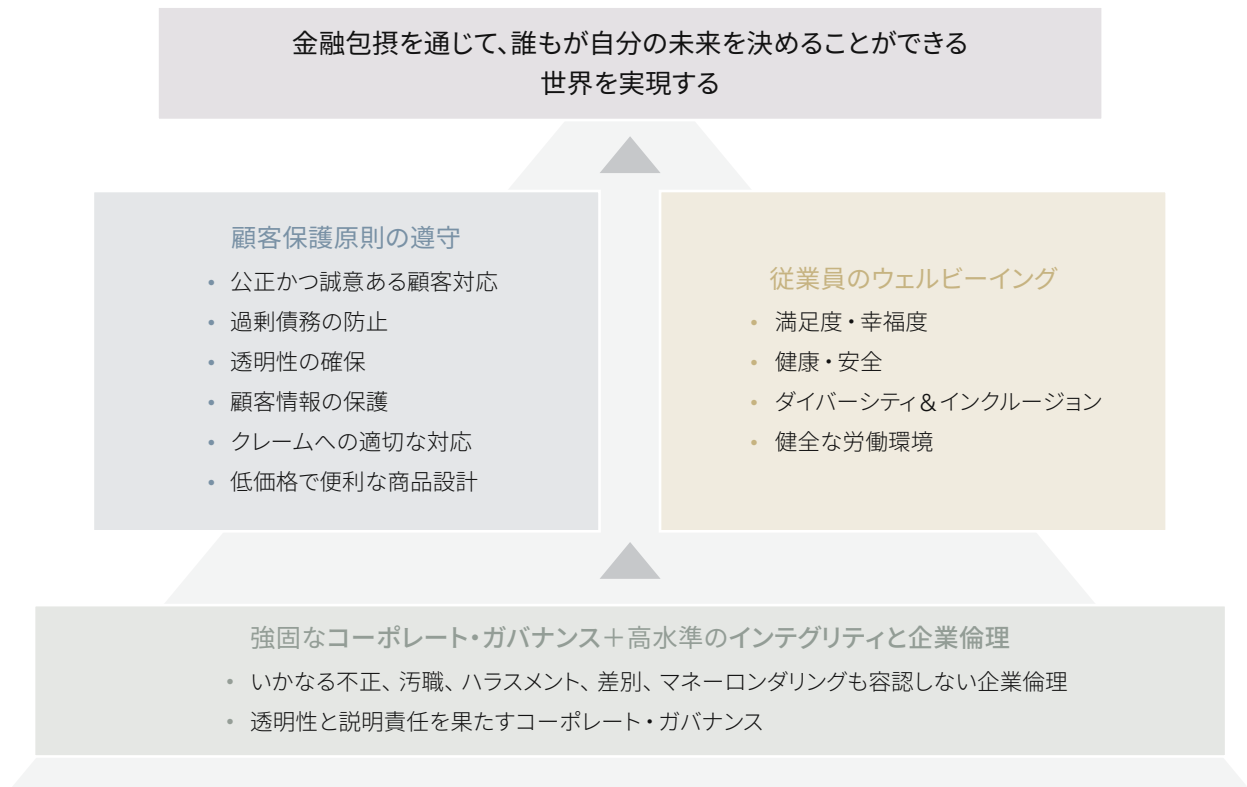 金融包摂を通じて、誰もが自分の未来を決めることができる
世界を実現する
顧客保護原則の遵守
• 公正かつ誠意ある顧客対応
• 過剰債務の防止
• 透明性の確保
• 顧客情報の保護
• クレームへの適切な対応
• 低価格で便利な商品設計
従業員のウェルビーイング
• 満足度・幸福度
• 健康・安全
• ダイバーシティ＆インクルージョン
• 健全な労働環境
強固なコーポレート・ガバナンス＋高水準のインテグリティと企業倫理
• いかなる不正、汚職、ハラスメント、差別、マネーロンダリングも容認しない企業倫理
• 透明性と説明責任を果たすコーポレート・ガバナンス